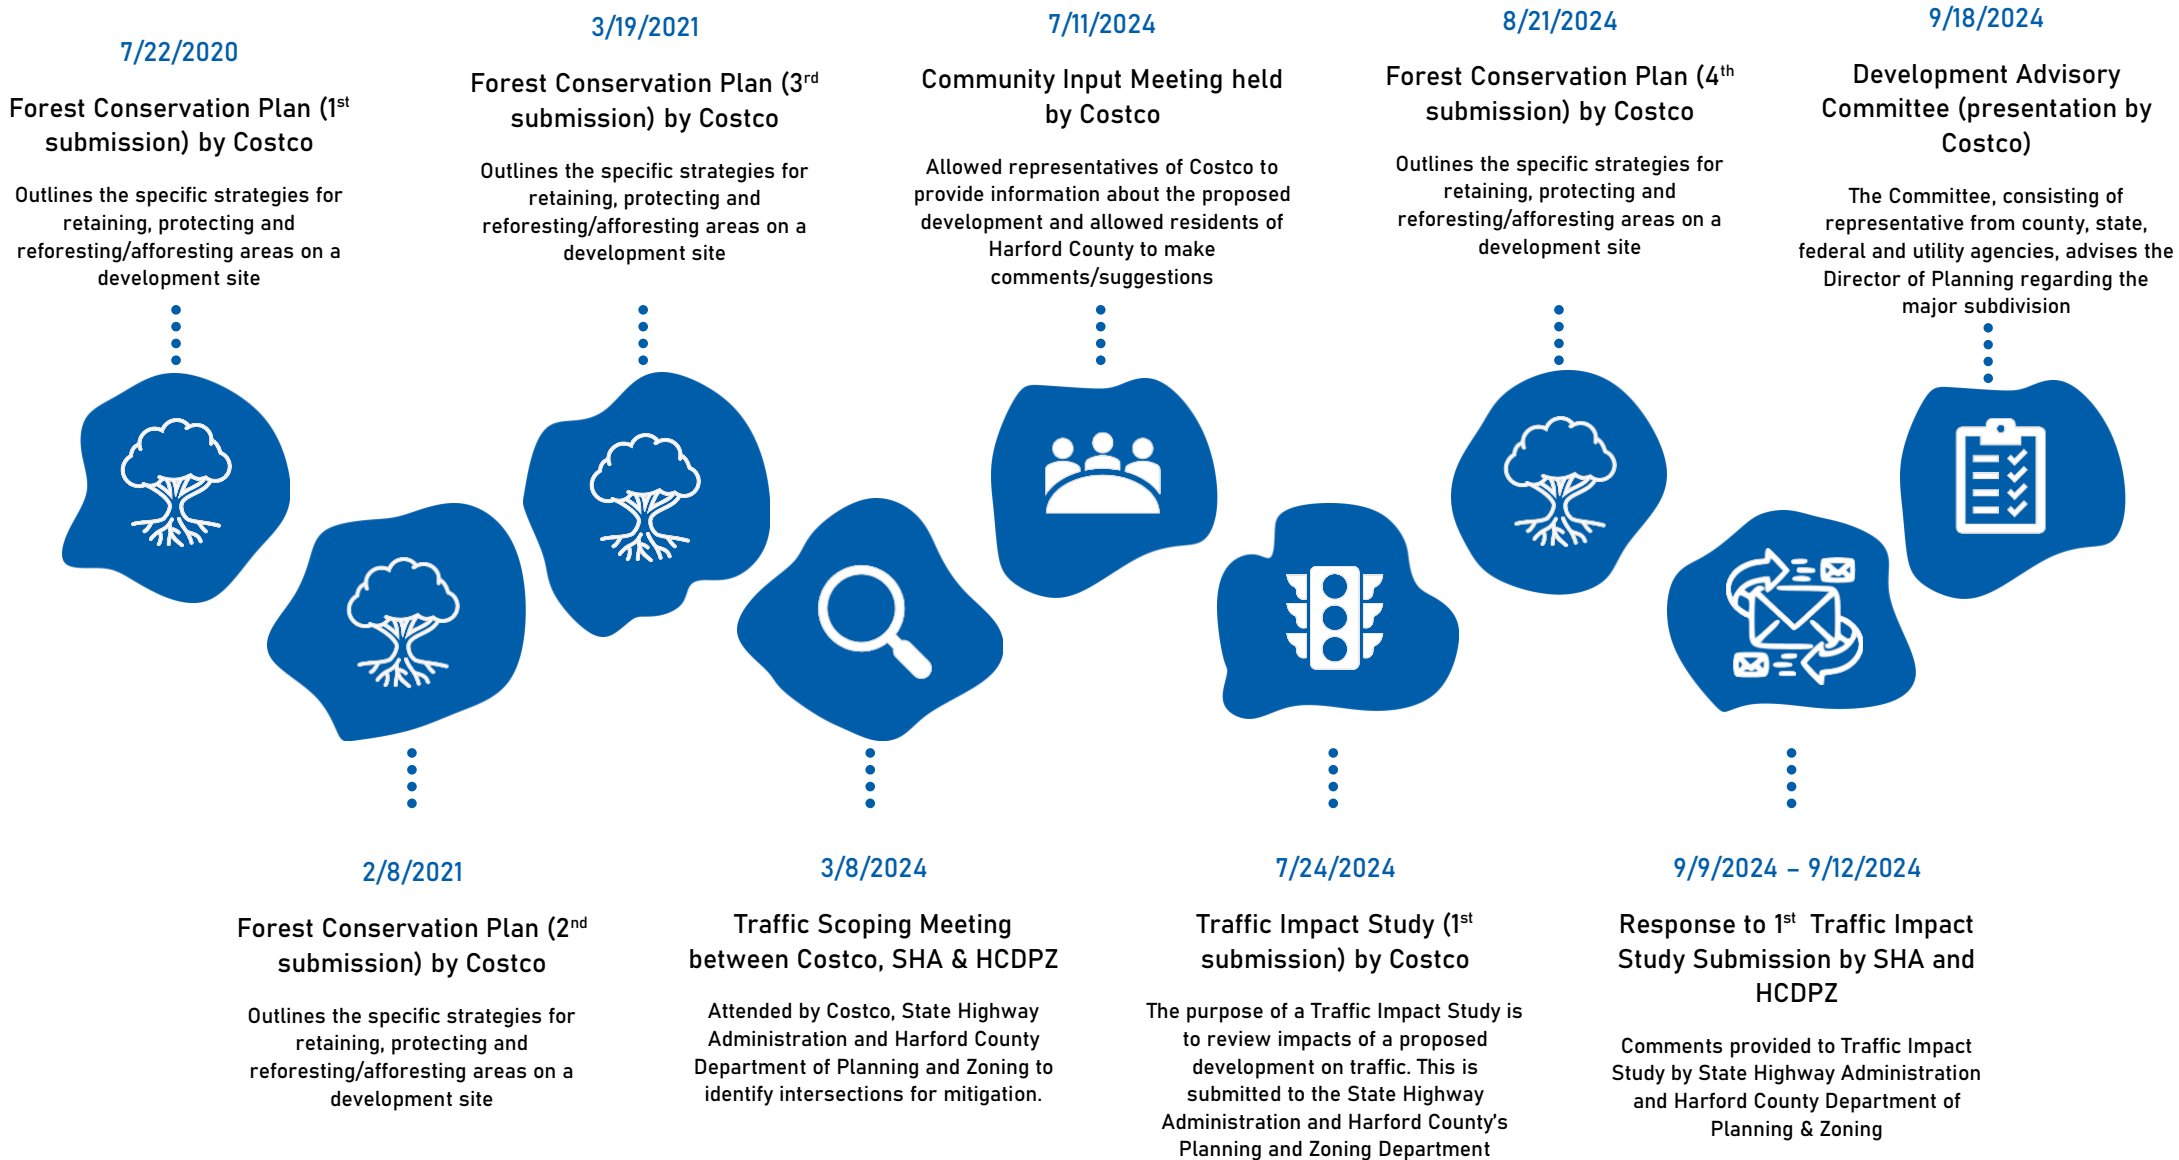 7/22/2020
Forest Conservation Plan (1st
submission) by Costco
Outlines the specific strategies for
retaining, protecting and
reforesting/afforesting areas on a
development site
2/8/2021
Forest Conservation Plan (2nd
submission) by Costco
Outlines the specific strategies for
retaining, protecting and
reforesting/afforesting areas on a
development site
3/19/2021
Forest Conservation Plan (3rd
submission) by Costco
Outlines the specific strategies for
retaining, protecting and
reforesting/afforesting areas on a
development site
3/8/2024
Traffic Scoping Meeting
between Costco, SHA & HCDPZ
Attended by Costco, State Highway
Administration and Harford County
Department of Planning and Zoning to
identify intersections for mitigation.
7/11/2024
Community Input Meeting held
by Costco
Allowed representatives of Costco to
provide information about the proposed
development and allowed residents of
Harford County to make
comments/suggestions
7/24/2024
Traffic Impact Study (1st
submission) by Costco
The purpose of a Traffic Impact Study is
to review impacts of a proposed
development on traffic. This is
submitted to the State Highway
Administration and Harford County's
Planning and Zoning Department
8/21/2024
Forest Conservation Plan (4th
submission) by Costco
Outlines the specific strategies for
retaining, protecting and
reforesting/afforesting areas on a
development site
9/9/2024 – 9/12/2024
Response to 1st Traffic Impact
Study Submission by SHA and
HCDPZ
Comments provided to Traffic Impact
Study by State Highway Administration
and Harford County Department of
Planning & Zoning
9/18/2024
Development Advisory
Committee (presentation by
Costco)
The Committee, consisting of
representative from county, state,
federal and utility agencies, advises the
Director of Planning regarding the
major subdivision